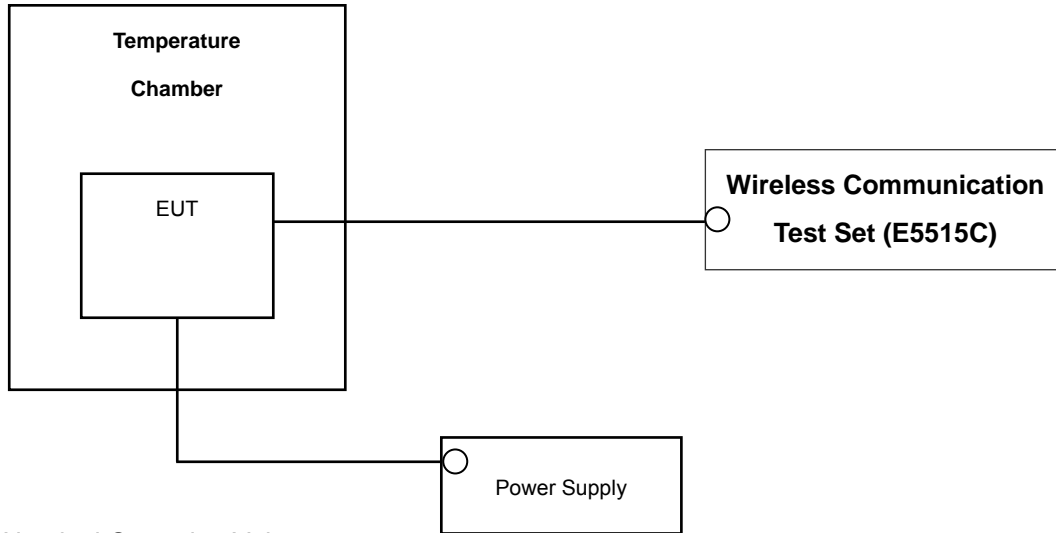 Temperature
Chamber
EUT
Wireless Communication
Test Set (E5515C)
Power Supply